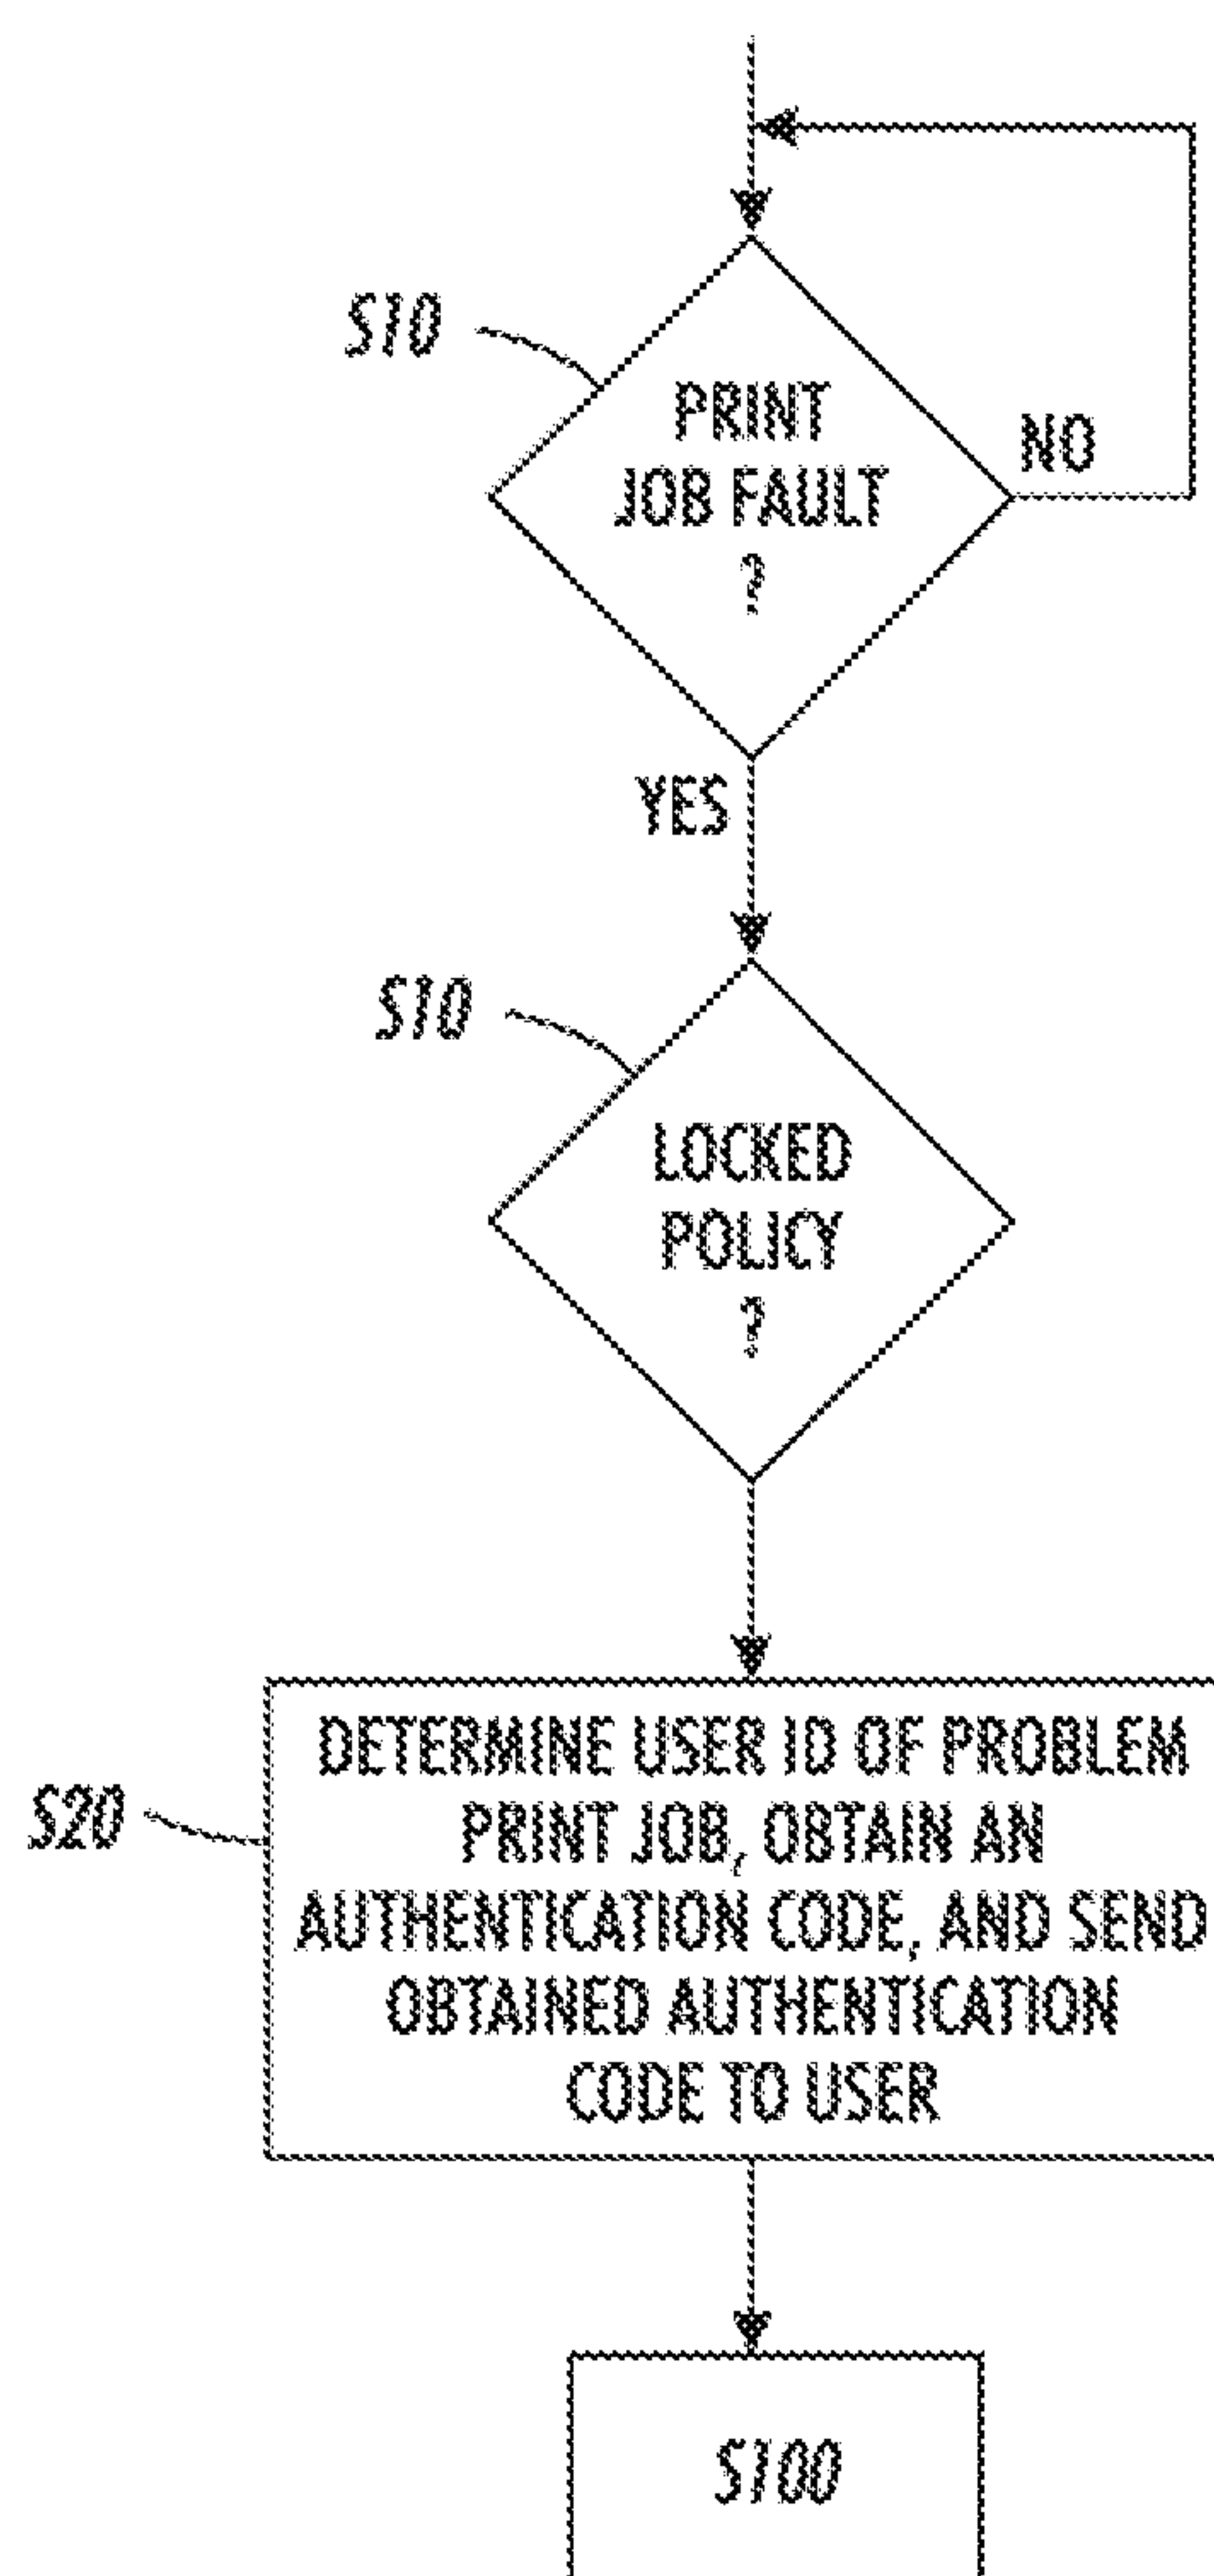 S10
PRINT
JOB FAULT
?
NO
YES
S10
LOCKED
POLICY
?
S20
DETERMINE USER ID OF PROBLEM
PRINT JOB, OBTAIN AN
AUTHENTICATION CODE, AND SEND
OBTAINED AUTHENTICATION
CODE TO USER
S100